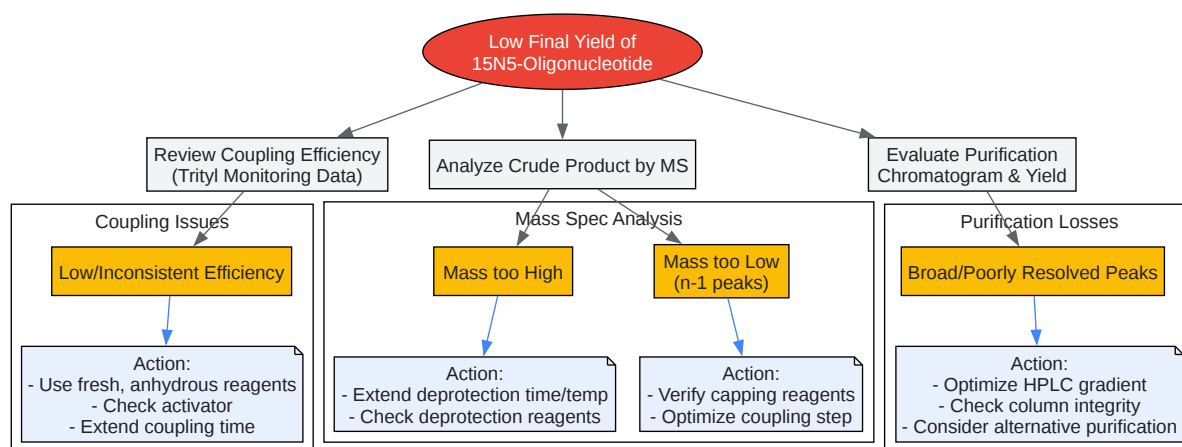 Low Final Yield of
15N5-Oligonucleotide
Review Coupling Efficiency
(Trityl Monitoring Data)
Analyze Crude Product by MS
Evaluate Purification
Chromatogram & Yield
Coupling Issues
Low/Inconsistent Efficiency
Action:
- Use fresh, anhydrous reagents
- Check activator
- Extend coupling time
Mass Spec Analysis
Mass too High
Action:
- Extend deprotection time/temp
- Check deprotection reagents
Mass too Low
(n-1 peaks)
Action:
- Verify capping reagents
- Optimize coupling step
Purification Losses
Broad/Poorly Resolved Peaks
Action:
- Optimize HPLC gradient
- Check column integrity
- Consider alternative purification